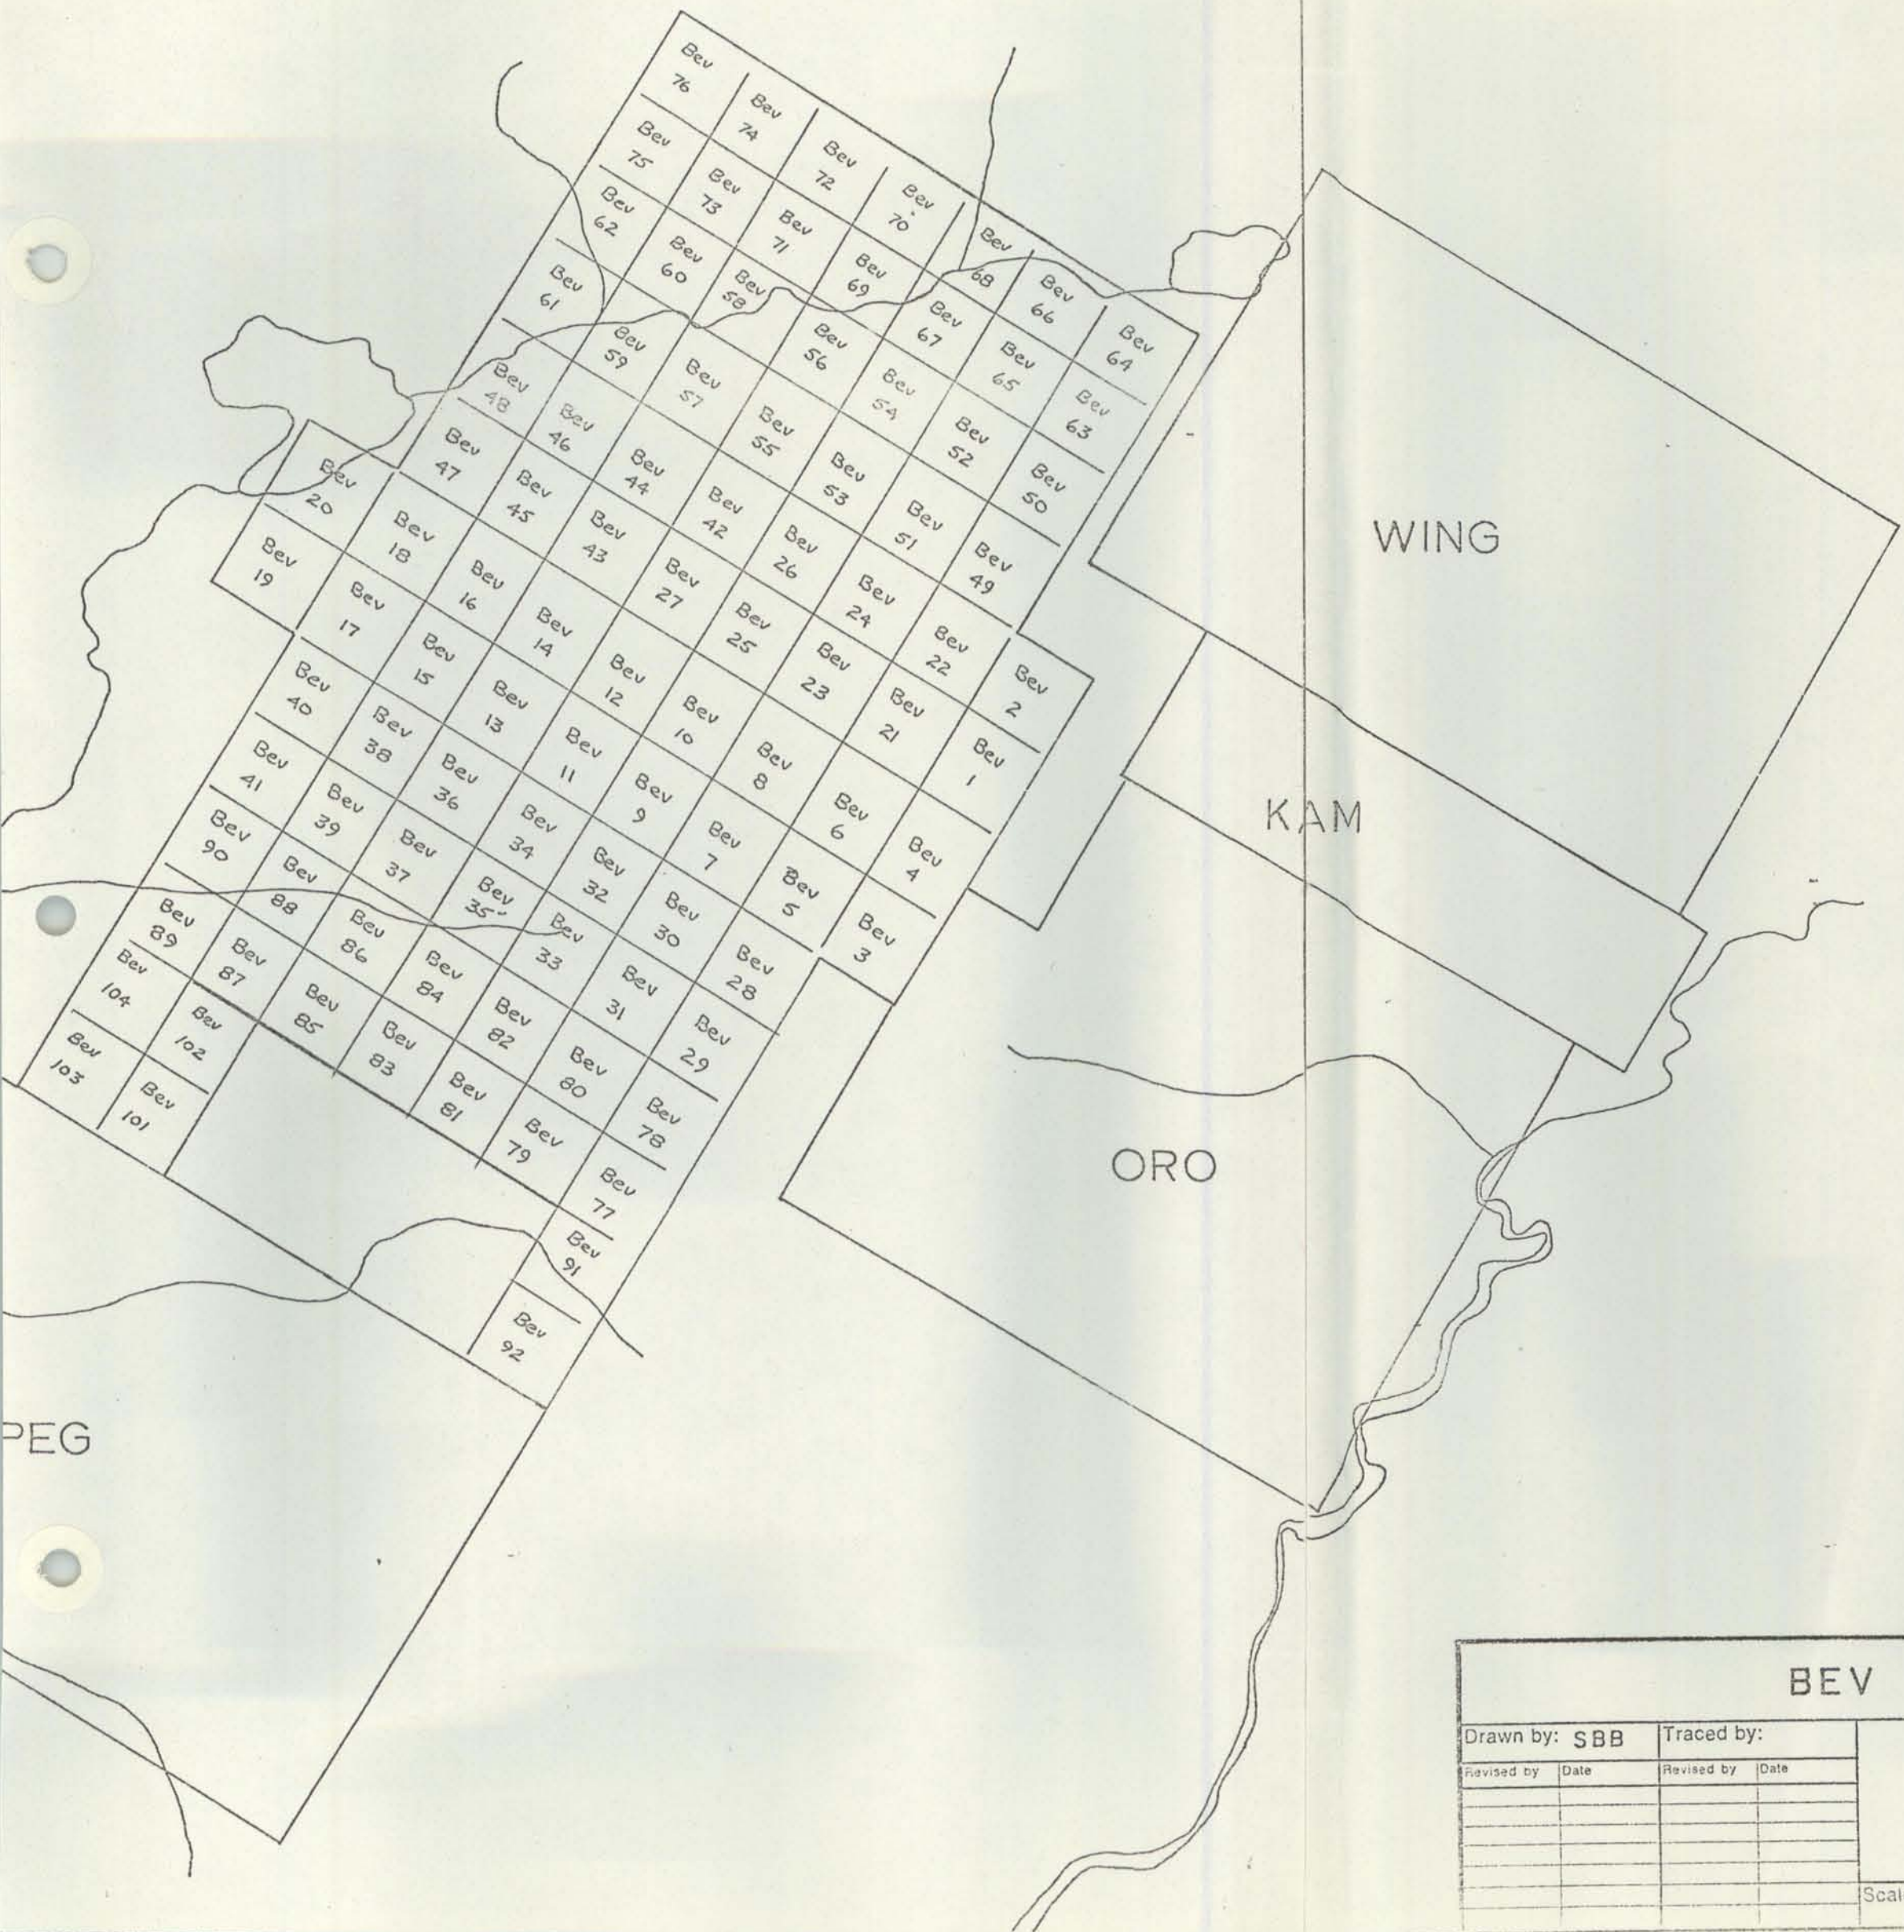 Bev
76
Bev
74
Bev
72
Bev
70
Bev
68
Bev
66
Bev
64
Bev
75
Bev
73
Bev
71
Bev
69
Bev
67
Bev
65
Bev
63
Bev
62
Bev
60
Bev
58
Bev
56
Bev
54
Bev
52
Bev
50
Bev
61
Bev
59
Bev
57
Bev
55
Bev
53
Bev
51
Bev
49
Bev
48
Bev
46
Bev
44
Bev
42
Bev
26
Bev
24
Bev
22
Bev
2
Bev
47
Bev
45
Bev
43
Bev
27
Bev
25
Bev
23
Bev
21
Bev
1
Bev
20
Bev
18
Bev
16
Bev
14
Bev
12
Bev
10
Bev
8
Bev
6
Bev
4
Bev
19
Bev
17
Bev
15
Bev
13
Bev
11
Bev
9
Bev
7
Bev
5
Bev
3
Bev
40
Bev
38
Bev
36
Bev
34
Bev
32
Bev
30
Bev
28
Bev
41
Bev
39
Bev
37
Bev
35
Bev
33
Bev
31
Bev
29
Bev
90
Bev
88
Bev
86
Bev
84
Bev
82
Bev
80
Bev
78
Bev
89
Bev
87
Bev
85
Bev
83
Bev
81
Bev
79
Bev
77
Bev
104
Bev
102
Bev
91
Bev
103
Bev
101
Bev
92
WING
KAM
ORO
PEG
BEV
Drawn by: SBB Traced by:
Revised by Date Revised by Date
Scal